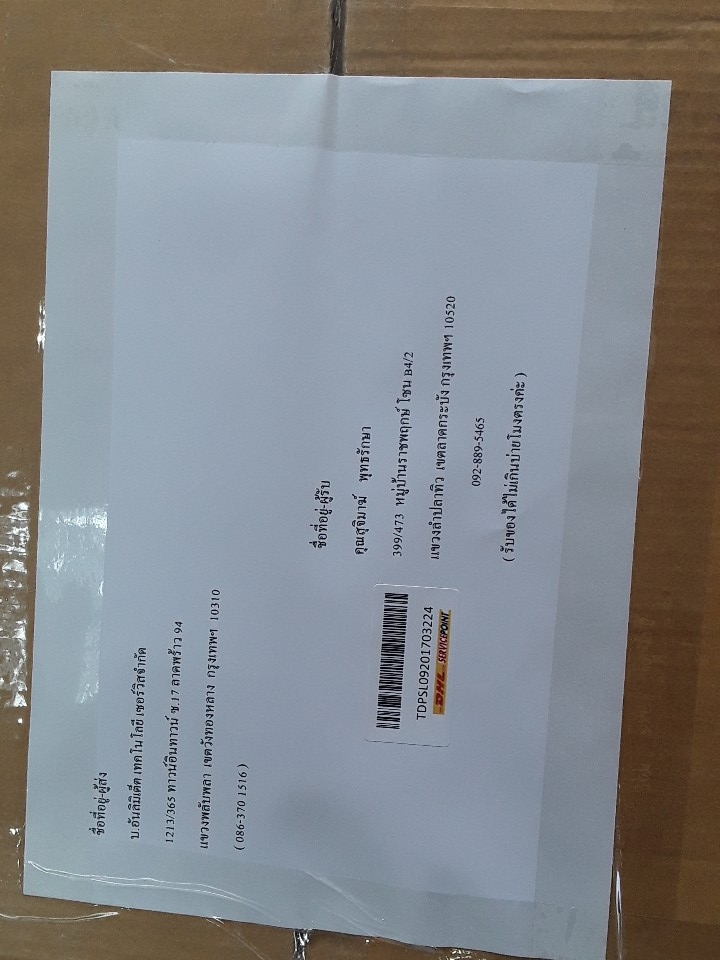 ชื่อที่อยู่-ผู้ส่ง
บ.อันลิมิเต็ด เทคโนโลยี เซอร์วิสจำกัด
1213/365 ทาวน์อินทาวน์ ซ.17 ลาดพร้าว 94
แขวงพลับพลา เขตวังทองหลาง กรุงเทพฯ 10310
( 086-370 1516 )
ชื่อที่อยู่-ผู้รับ
คุณสุจิมาฆ์ พุทธรักษา
399/473 หมู่บ้านราชพฤกษ์ โซน B4/2
แขวงลำปลาทิว เขตลาดกระบัง กรุงเทพฯ 10520
092-889-5465
( รับของได้ไม่เกินบ่ายโมงตรงค่ะ )
TDPSL09201703224
DHL SERVICEPOINT